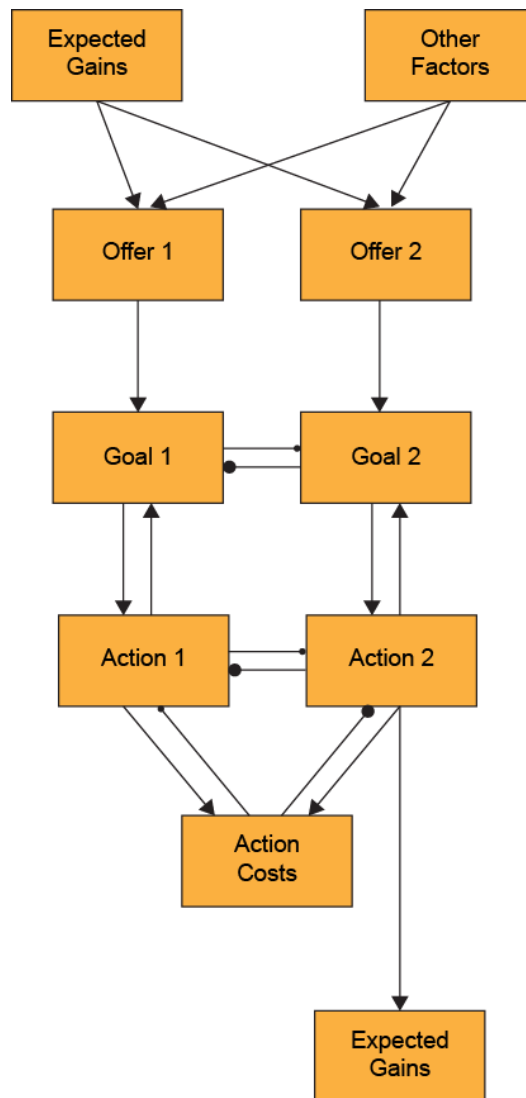 Expected
Gains
Other
Factors
Offer 1
Offer 2
Goal 1
Goal 2
Action 1
Action 2
Action
Costs
Expected
Gains